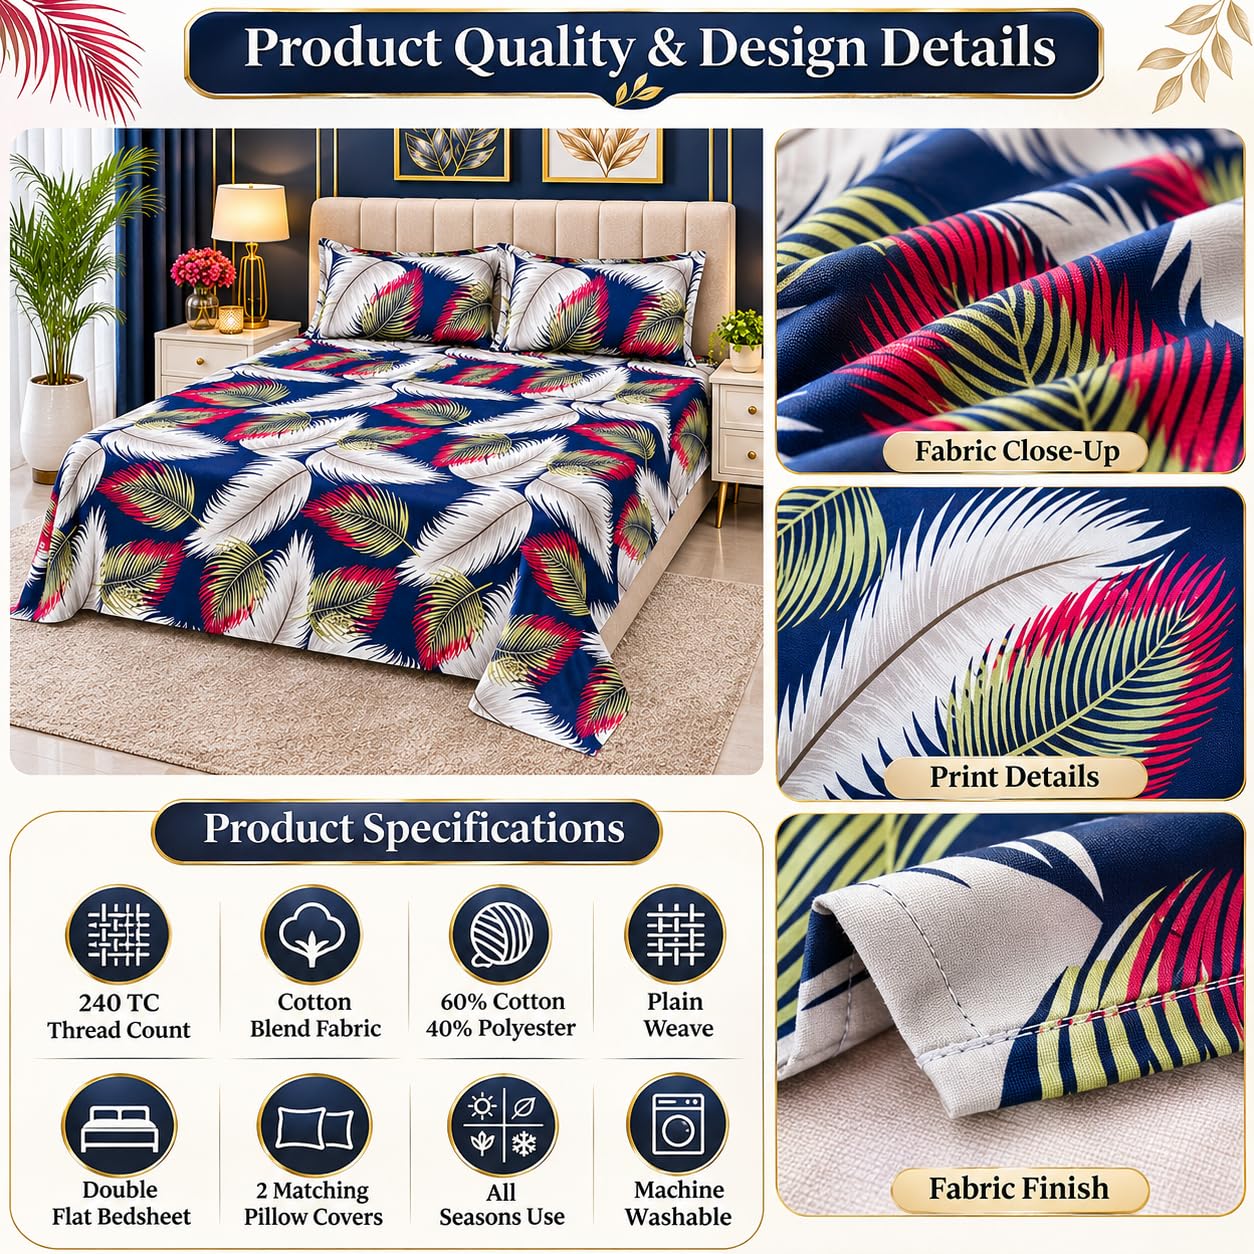 Product Quality & Design Details
Fabric Close-Up
Print Details
Product Specifications
240 TC
Thread Count
Cotton
Blend Fabric
60% Cotton
40% Polyester
Plain
Weave
Double
Flat Bedsheet
2 Matching
Pillow Covers
All
Seasons Use
Machine
Washable
Fabric Finish